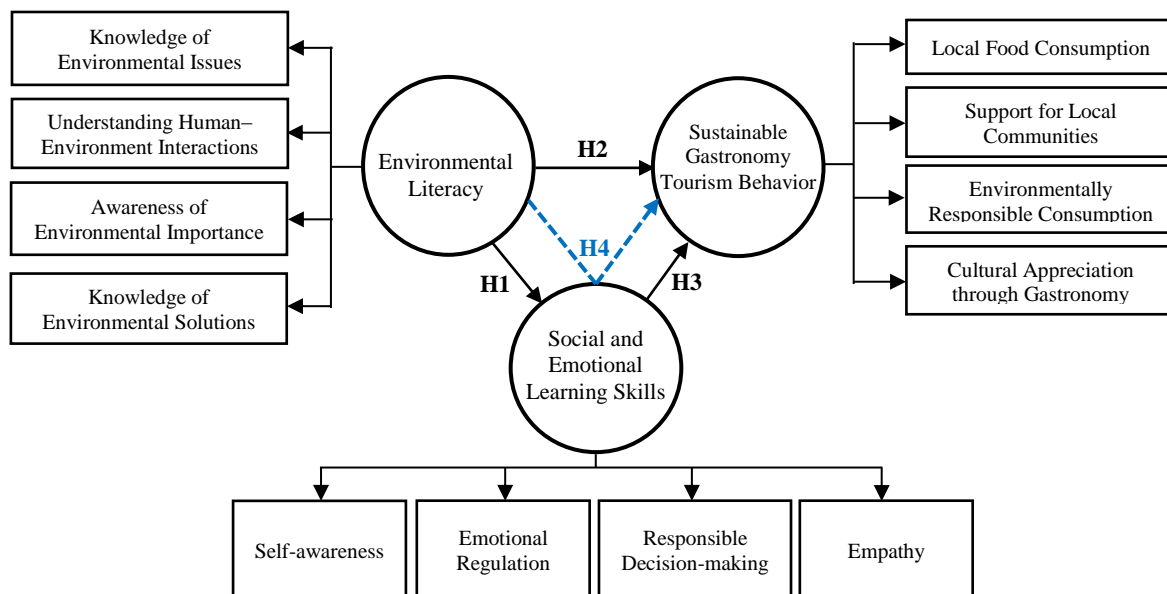 Knowledge of
Environmental Issues
Understanding Human–
Environment Interactions
Awareness of
Environmental Importance
Knowledge of
Environmental Solutions
Environmental
Literacy
H2
Sustainable
Gastronomy
Tourism Behavior
H4
H1
H3
Social and
Emotional
Learning Skills
Local Food Consumption
Support for Local
Communities
Environmentally
Responsible Consumption
Cultural Appreciation
through Gastronomy
Self-awareness
Emotional
Regulation
Responsible
Decision-making
Empathy